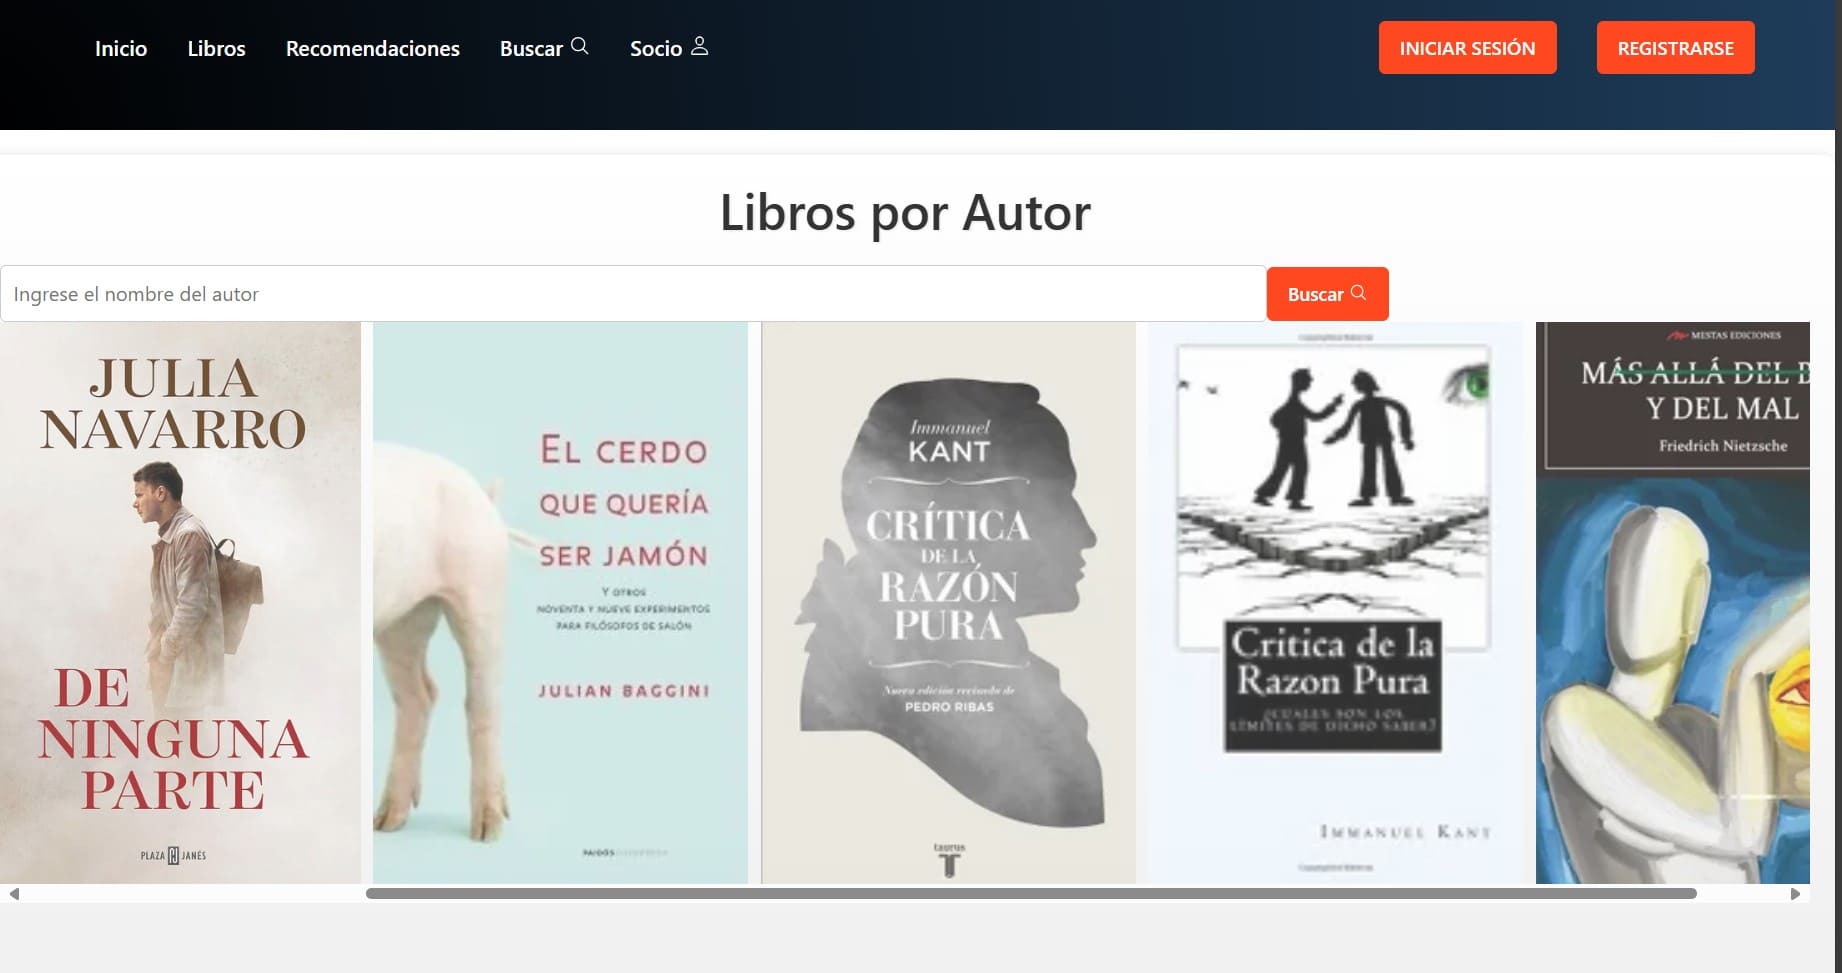 Inicio
Libros
Recomendaciones
Buscar
Socio
INICIAR SESIÓN
REGISTRARSE
Libros por Autor
Ingrese el nombre del autor
Buscar
JULIA
NAVARRO
DE
NINGUNA
PARTE
PLAZA JANÉS
EL CERDO
QUE QUERÍA
SER JAMÓN
Y OTROS
NOVENTA Y NUEVE EXPERIMENTOS
PARA FILÓSOFOS DE SALÓN
JULIAN BAGGINI
PAIDÓS
Immanuel
KANT
CRÍTICA
DE LA
RAZÓN
PURA
Nueva edición revisada de
PEDRO RIBAS
taurus
T
Critica de la
Razon Pura
¿CUALES SON LOS
LÍMITES DE DICHO SABER?
IMMANUEL KANT
MESTAS EDICIONES
MÁS ALLÁ DEL B
Y DEL MAL
Friedrich Nietzsche